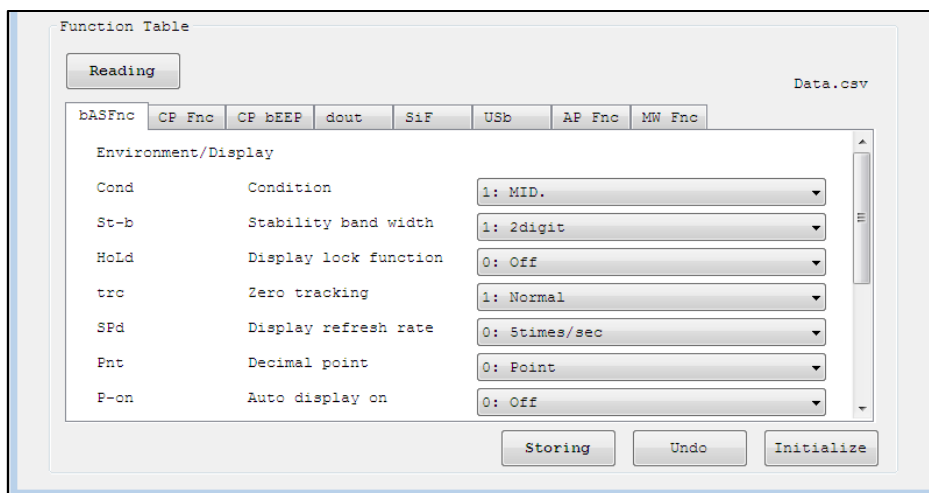 Function Table
Reading
Data.csv
bASFnc CP Fnc CP bEEP dout SiF USb AP Fnc MW Fnc
Environment/Display
Cond Condition 1: MID.
St-b Stability band width 1: 2digit
HoLd Display lock function 0: Off
trc Zero tracking 1: Normal
SPd Display refresh rate 0: 5times/sec
Pnt Decimal point 0: Point
P-on Auto display on 0: Off
Storing Undo Initialize